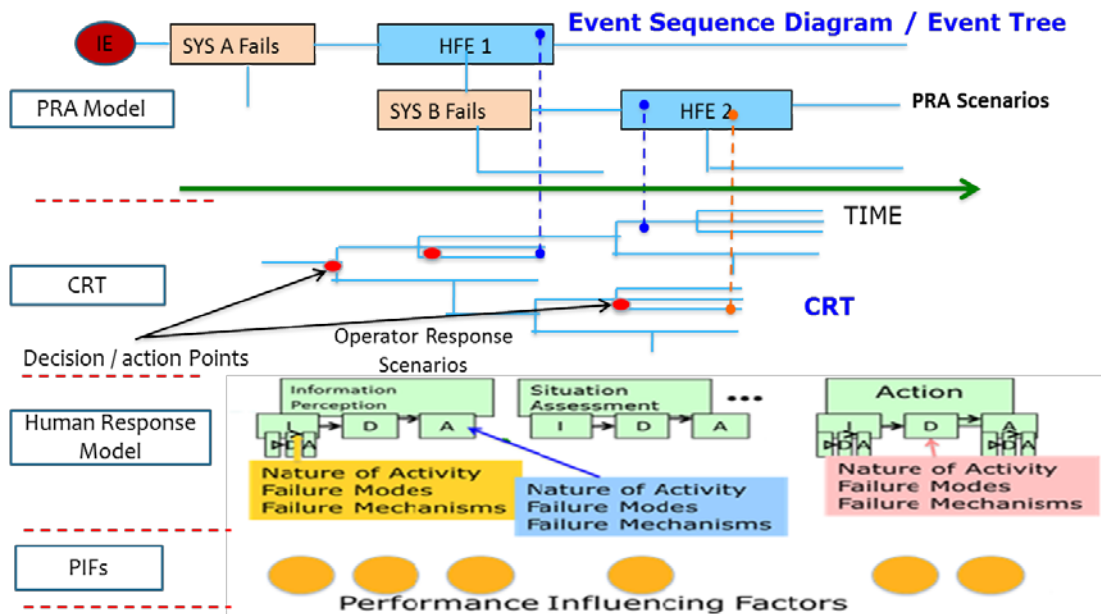 Event Sequence Diagram / Event Tree
IE
SYS A Fails
HFE 1
PRA Model
SYS B Fails
HFE 2
PRA Scenarios
TIME
CRT
CRT
Operator Response
Scenarios
Decision / action Points
Information
Perception
Situation
Assessment
...
Action
Human Response
Model
I
D
A
I
D
A
I
D
A
D
A
D
A
D
A
Nature of Activity
Failure Modes
Failure Mechanisms
Nature of Activity
Failure Modes
Failure Mechanisms
Nature of Activity
Failure Modes
Failure Mechanisms
PIFs
Performance Influencing Factors